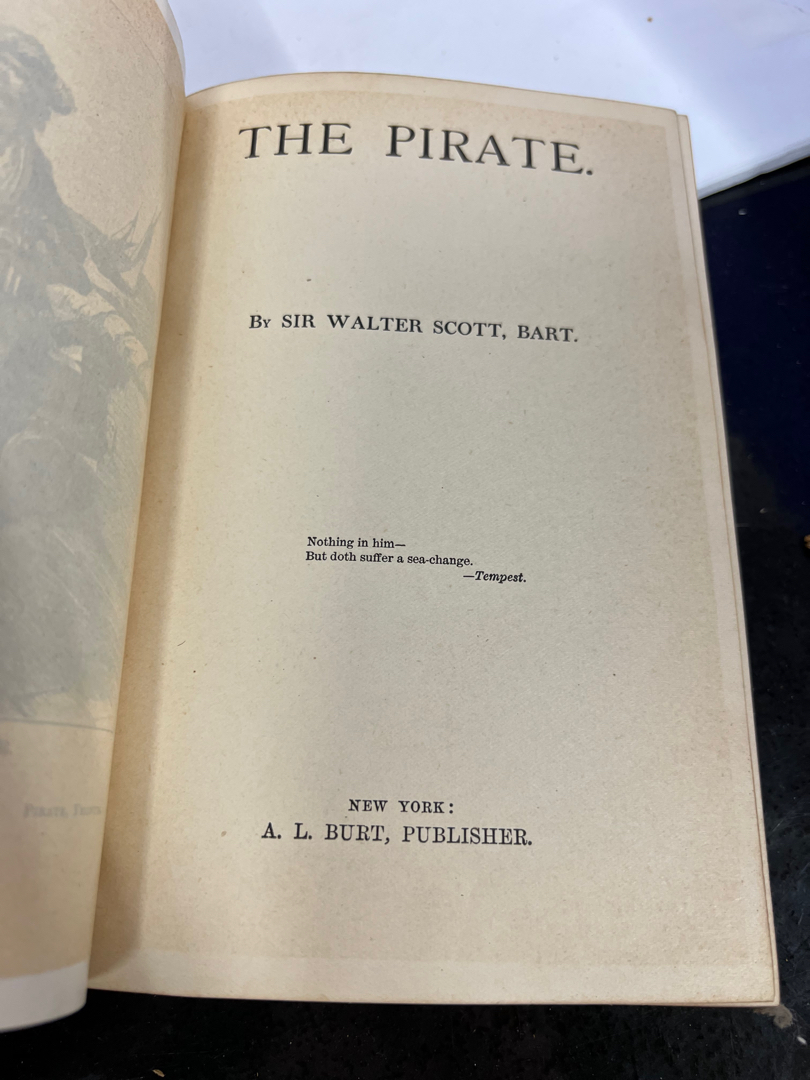 THE PIRATE.
By SIR WALTER SCOTT, BART.
Nothing in him—
But doth suffer a sea-change.
—Tempest.
NEW YORK:
A. L. BURT, PUBLISHER.